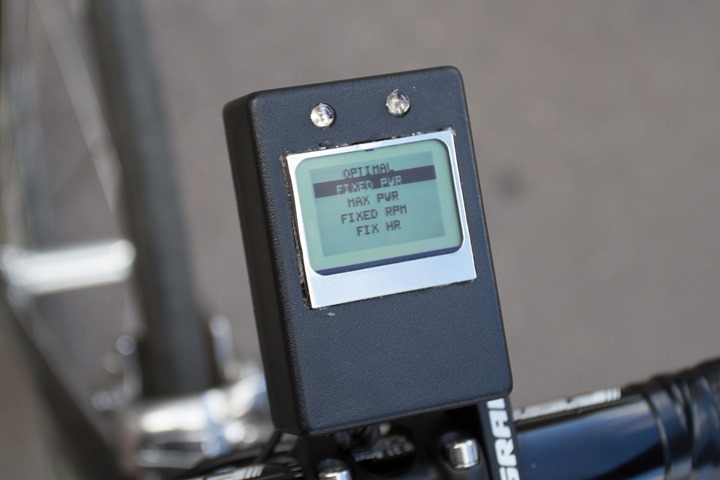 OPTIMAL
FIXED PWR
MAX PWR
FIXED RPM
FIX HR